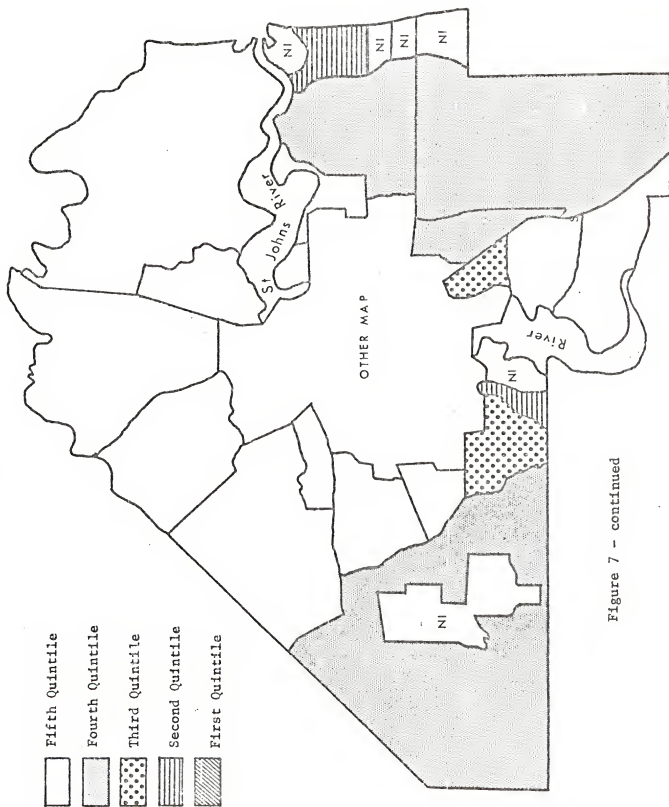 Fifth Quintile
Fourth Quintile
Third Quintile
Second Quintile
First Quintile
NI
NI
NI
NI
St Johns River
OTHER MAP
River
NI
NI
Figure 7 - continued